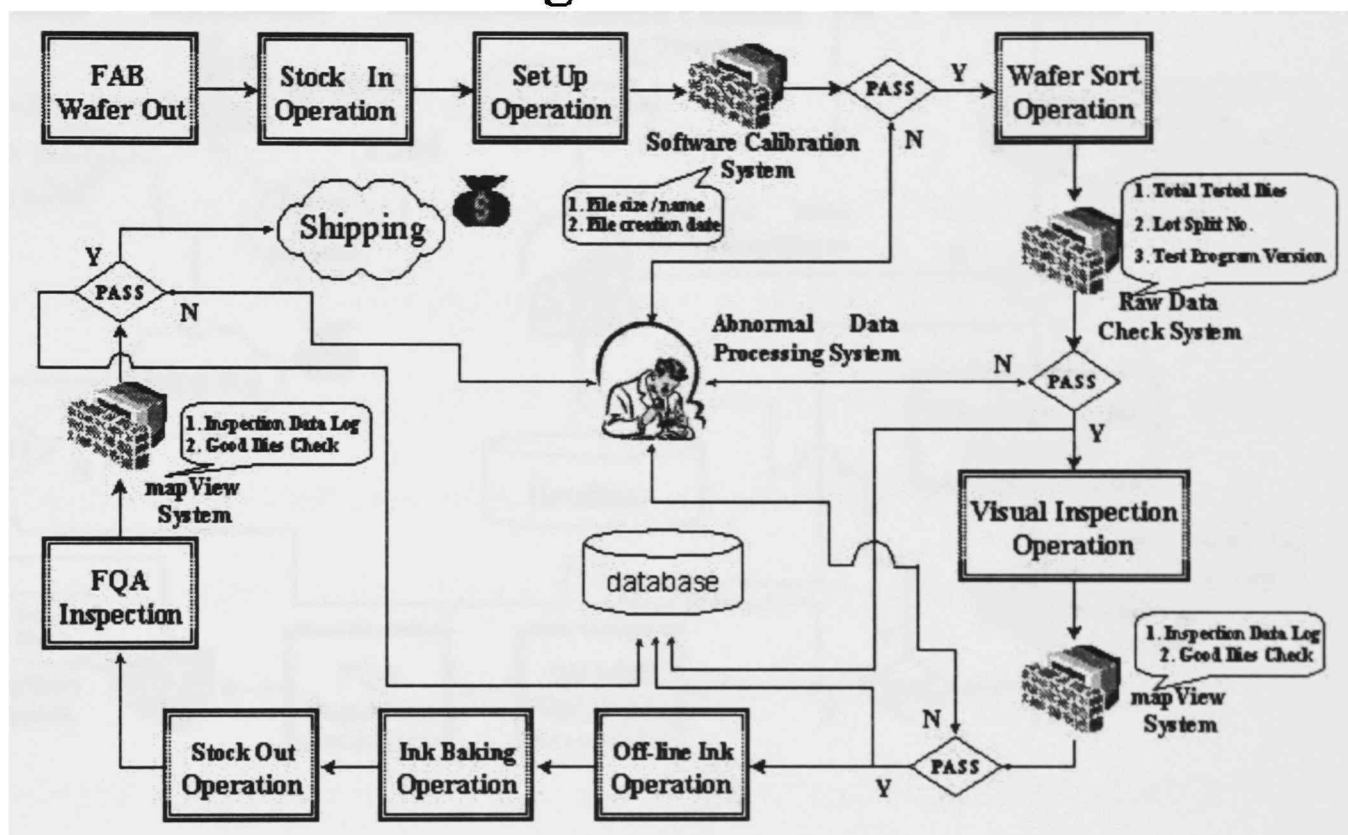 FAB
Wafer Out
Stock In
Operation
Set Up
Operation
Software Calibration
System
1. File size / name
2. File creation date
PASS
Y
N
Wafer Sort
Operation
1. Total Tested Dies
2. Lot Split No.
3. Test Program Version
Raw Data
Check System
Shipping
$
Y
PASS
N
Abnormal Data
Processing System
N
PASS
Y
1. Inspection Data Log
2. Good Dies Check
mapView
System
Visual Inspection
Operation
FQA
Inspection
database
1. Inspection Data Log
2. Good Dies Check
mapView
System
N
PASS
Y
Off-line Ink
Operation
Ink Baking
Operation
Stock Out
Operation